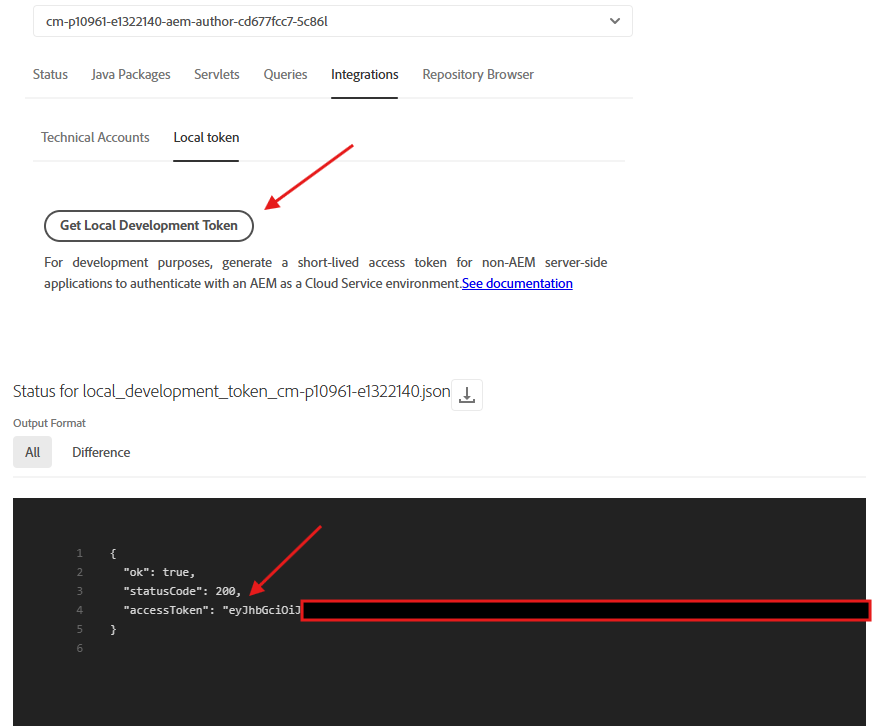 cm-p10961-e1322140-aem-author-cd677fcc7-5c86l
Status Java Packages Servlets Queries Integrations Repository Browser
Technical Accounts Local token
Get Local Development Token
For development purposes, generate a short-lived access token for non-AEM server-side
applications to authenticate with an AEM as a Cloud Service environment.See documentation
Status for local_development_token_cm-p10961-e1322140.json
Output Format
All Difference
1 {
2 "ok": true,
3 "statusCode": 200,
4 "accessToken": "eyJhbGciOiJ
5 }
6